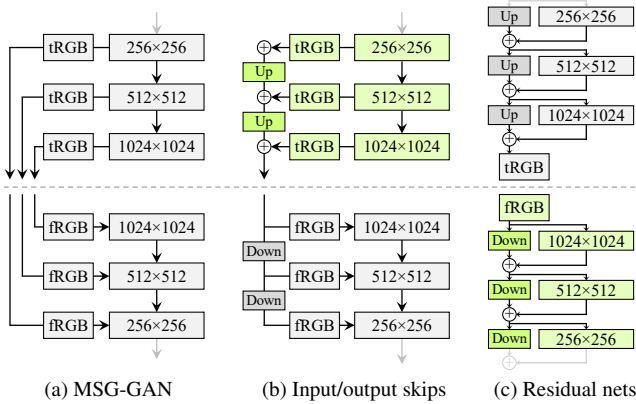 tRGB 256×256
tRGB 512×512
tRGB 1024×1024
fRGB 1024×1024
fRGB 512×512
fRGB 256×256
(a) MSG-GAN
tRGB 256×256
Up
tRGB 512×512
Up
tRGB 1024×1024
fRGB 1024×1024
Down
fRGB 512×512
Down
fRGB 256×256
(b) Input/output skips
Up 256×256
Up 512×512
Up 1024×1024
tRGB
fRGB
Down 1024×1024
Down 512×512
Down 256×256
(c) Residual nets